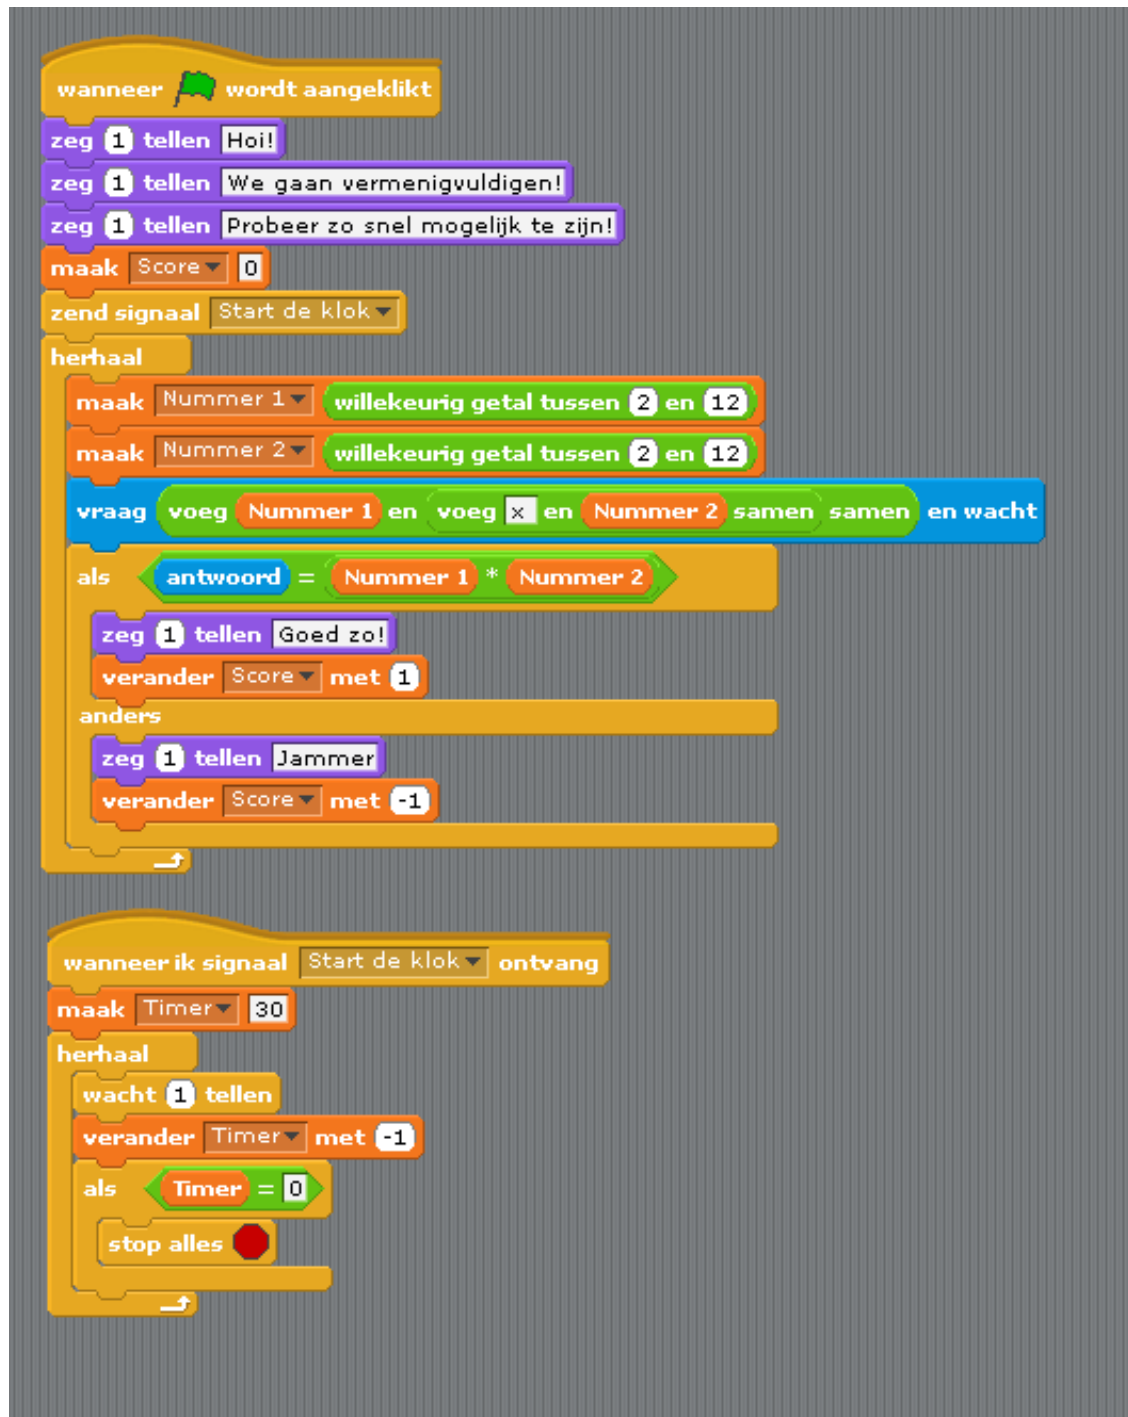 wanneer wordt aangeklikt
zeg 1 tellen Hoi!
zeg 1 tellen We gaan vermenigvuldigen!
zeg 1 tellen Probeer zo snel mogelijk te zijn!
maak Score 0
zend signaal Start de klok
herhaal
maak Nummer 1 willekeurig getal tussen 2 en 12
maak Nummer 2 willekeurig getal tussen 2 en 12
vraag voeg Nummer 1 en voeg x en Nummer 2 samen samen en wacht
als antwoord = Nummer 1 * Nummer 2
zeg 1 tellen Goed zo!
verander Score met 1
anders
zeg 1 tellen Jammer
verander Score met -1
wanneer ik signaal Start de klok ontvang
maak Timer 30
herhaal
wacht 1 tellen
verander Timer met -1
als Timer = 0
stop alles